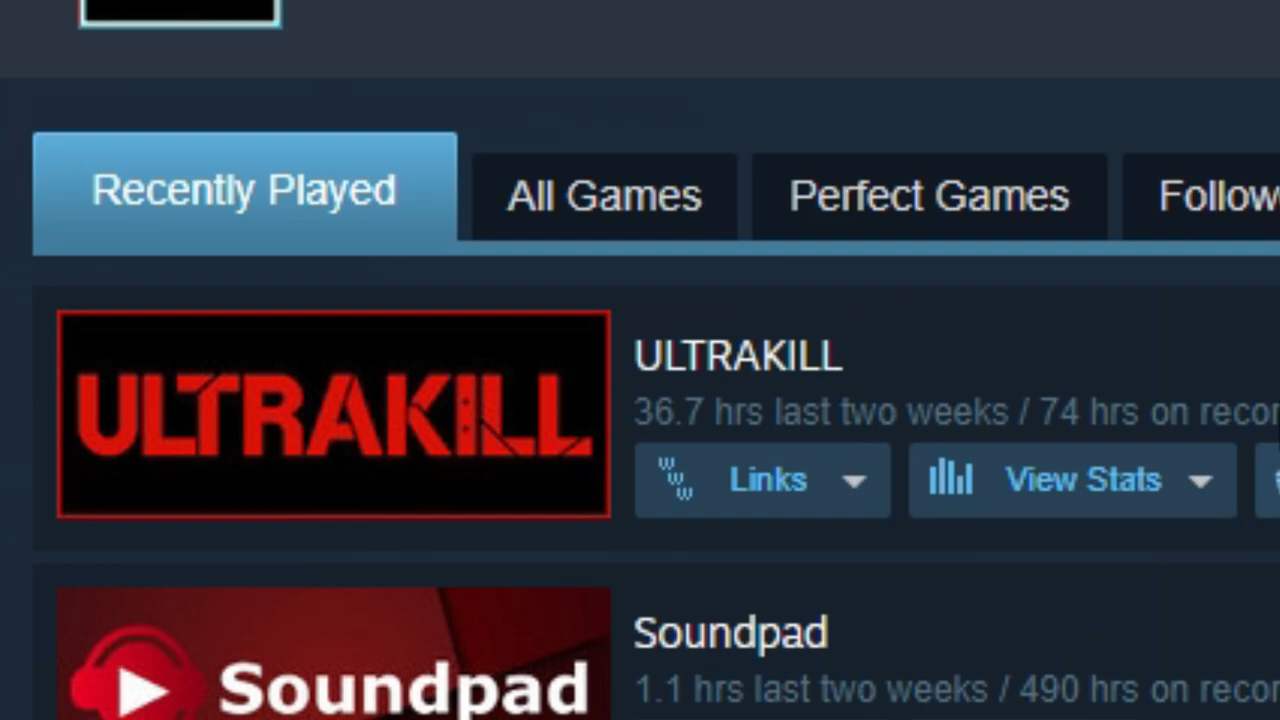 Recently Played All Games Perfect Games Follow
ULTRAKILL
ULTRAKILL
36.7 hrs last two weeks / 74 hrs on recor
Links View Stats
Soundpad
Soundpad
1.1 hrs last two weeks / 490 hrs on recor